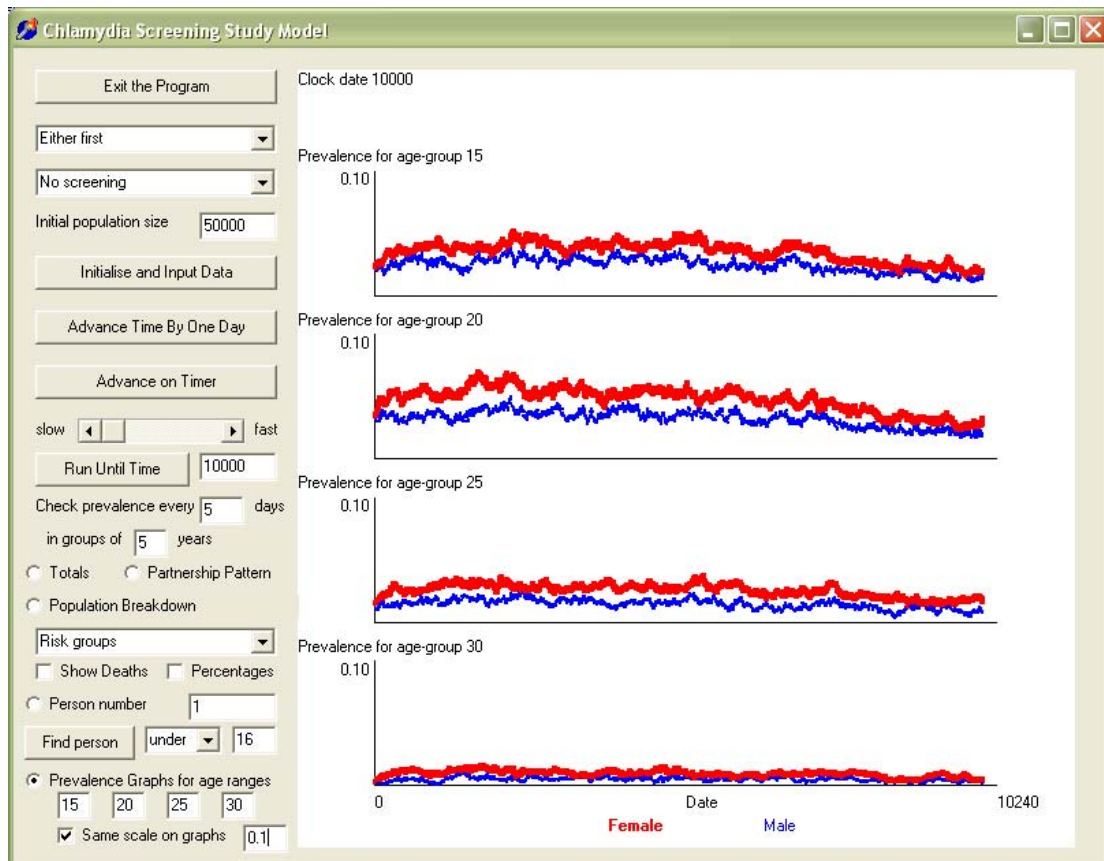 Chlamydia Screening Study Model
Exit the Program
Either first
No screening
Initial population size 50000
Initialise and Input Data
Advance Time By One Day
Advance on Timer
slow fast
Run Until Time 10000
Check prevalence every 5 days
in groups of 5 years
Totals Partnership Pattern
Population Breakdown
Risk groups
Show Deaths Percentages
Person number 1
Find person under 16
Prevalence Graphs for age ranges
15 20 25 30
Same scale on graphs 0.1
Clock date 10000
Prevalence for age-group 15
0.10
Prevalence for age-group 20
0.10
Prevalence for age-group 25
0.10
Prevalence for age-group 30
0.10
0 Date 10240
Female Male